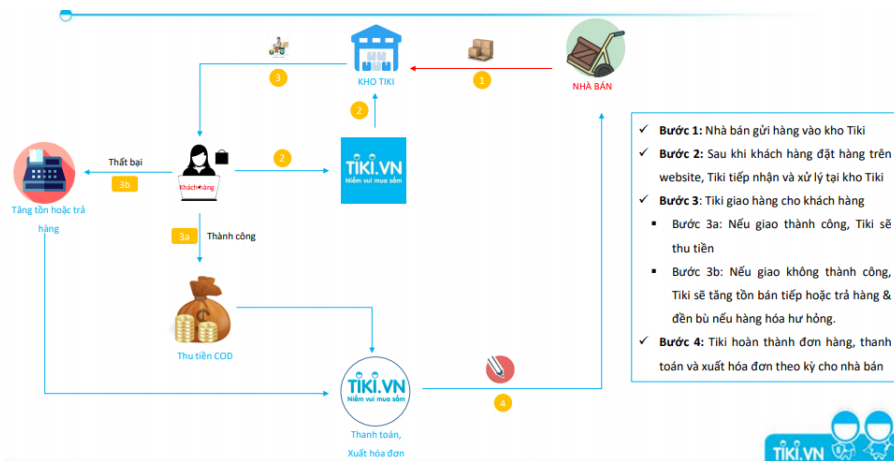 3
KHO TIKI
1
NHÀ BÁN
2
Thất bại
3b
Khách hàng
2
TIKI.VN
Niềm vui mua sắm
Tăng tồn hoặc trả
hàng
3a
Thành công
Thu tiền COD
TIKI.VN
Niềm vui mua sắm
4
Thanh toán,
Xuất hóa đơn
✓ Bước 1: Nhà bán gửi hàng vào kho Tiki
✓ Bước 2: Sau khi khách hàng đặt hàng trên
website, Tiki tiếp nhận và xử lý tại kho Tiki
✓ Bước 3: Tiki giao hàng cho khách hàng
▪ Bước 3a: Nếu giao thành công, Tiki sẽ
thu tiền
▪ Bước 3b: Nếu giao không thành công,
Tiki sẽ tăng tồn bán tiếp hoặc trả hàng &
đền bù nếu hàng hóa hư hỏng.
✓ Bước 4: Tiki hoàn thành đơn hàng, thanh
toán và xuất hóa đơn theo kỳ cho nhà bán
TIKI.VN